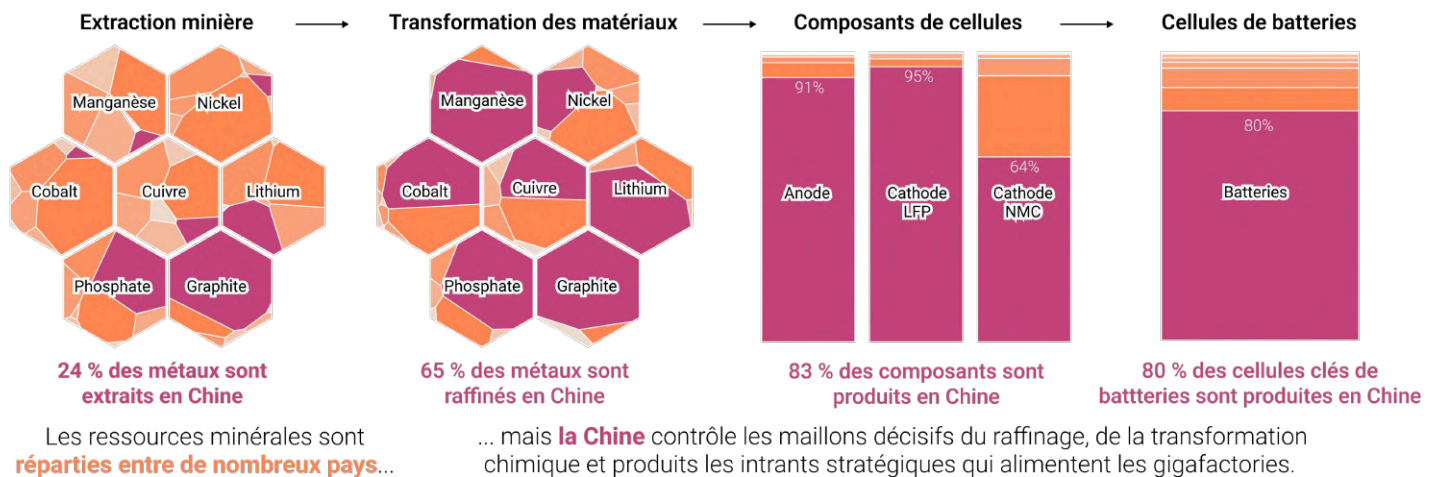 Extraction minière → Transformation des matériaux → Composants de cellules → Cellules de batteries
Manganèse
Nickel
Cobalt
Cuivre
Lithium
Phosphate
Graphite
24 % des métaux sont
extraits en Chine
Manganèse
Nickel
Cobalt
Cuivre
Lithium
Phosphate
Graphite
65 % des métaux sont
raffinés en Chine
91%
Anode
95%
Cathode
LFP
64%
Cathode
NMC
83 % des composants sont
produits en Chine
80%
Batteries
80 % des cellules clés de
battteries sont produites en Chine
Les ressources minérales sont
réparties entre de nombreux pays...
... mais la Chine contrôle les maillons décisifs du raffinage, de la transformation
chimique et produits les intrants stratégiques qui alimentent les gigafactories.